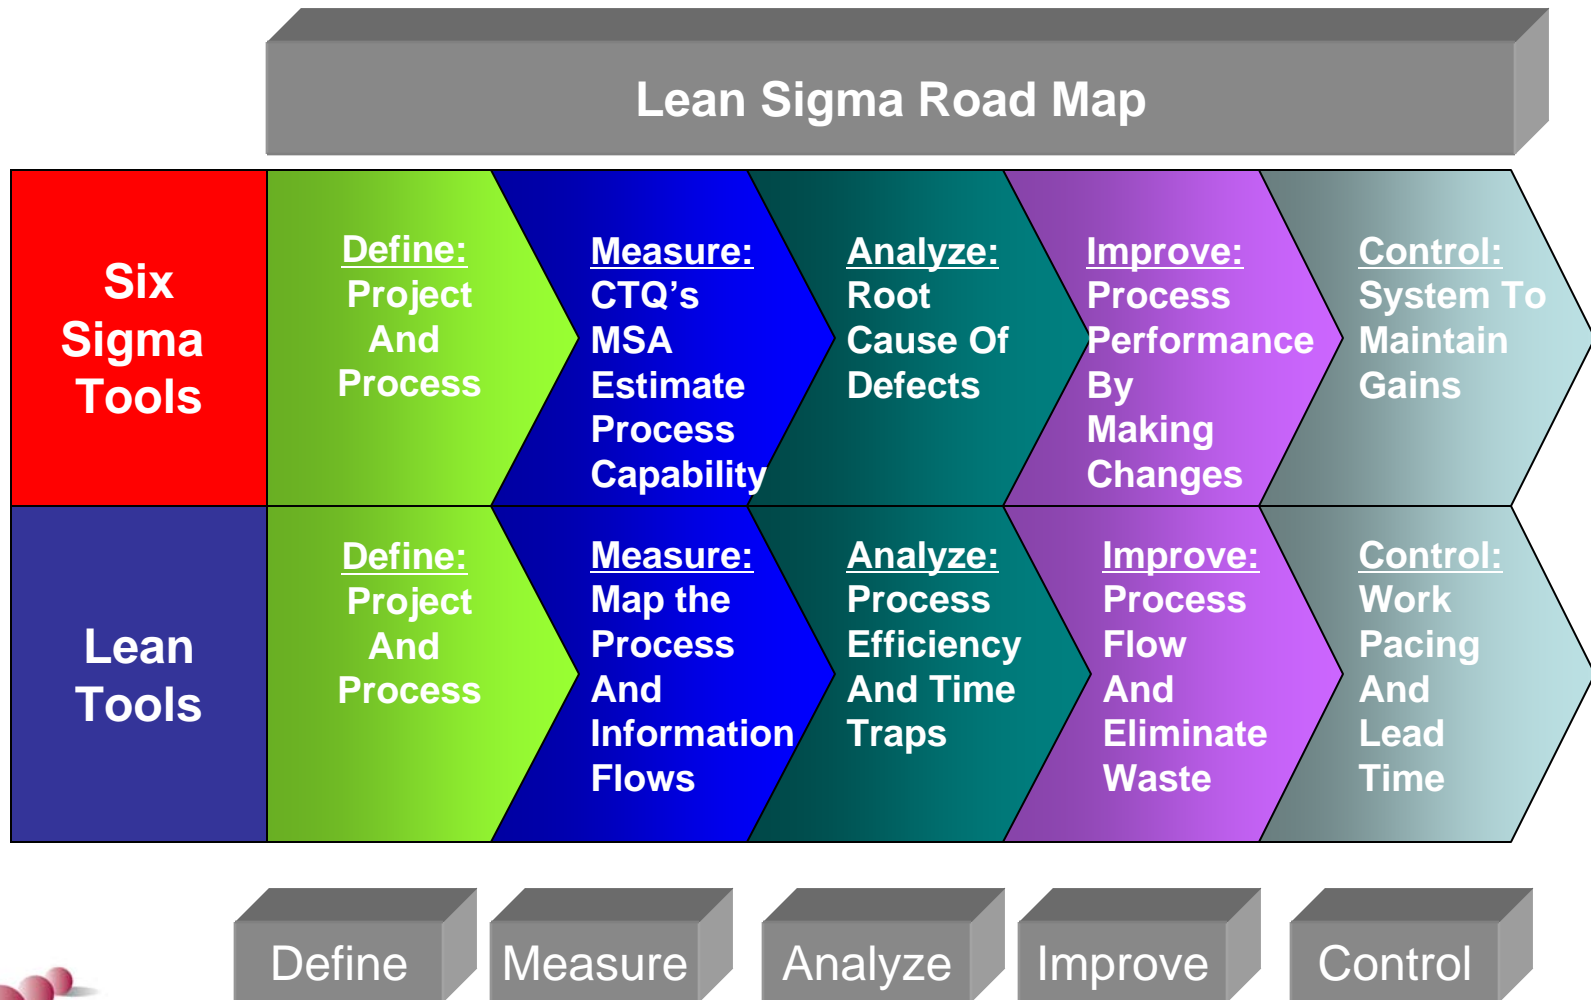 Lean Sigma Road Map
Six
Sigma
Tools
Define:
Project
And
Process
Measure:
CTQ’s
MSA
Estimate
Process
Capability
Analyze:
Root
Cause Of
Defects
Improve:
Process
Performance
By
Making
Changes
Control:
System To
Maintain
Gains
Lean
Tools
Define:
Project
And
Process
Measure:
Map the
Process
And
Information
Flows
Analyze:
Process
Efficiency
And Time
Traps
Improve:
Process
Flow
And
Eliminate
Waste
Control:
Work
Pacing
And
Lead
Time
Define
Measure
Analyze
Improve
Control